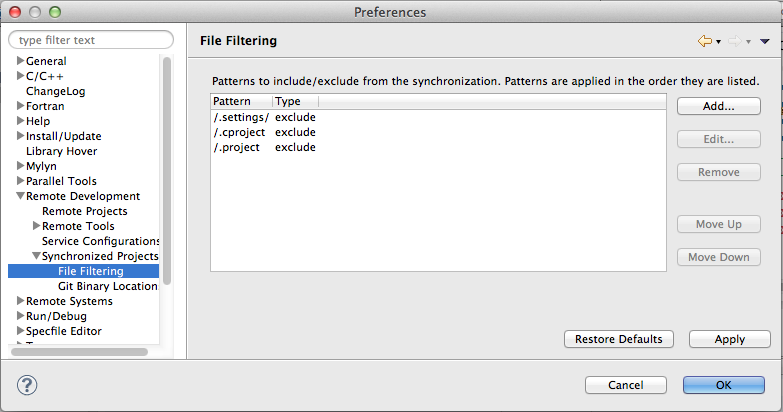 Preferences
type filter text
General
C/C++
ChangeLog
Fortran
Help
Install/Update
Library Hover
Mylyn
Parallel Tools
Remote Development
Remote Projects
Remote Tools
Service Configurations
Synchronized Projects
File Filtering
Git Binary Location
Remote Systems
Run/Debug
Specfile Editor
File Filtering
Patterns to include/exclude from the synchronization. Patterns are applied in the order they are listed.
Pattern Type
/.settings/ exclude
/.cproject exclude
/.project exclude
Add...
Edit...
Remove
Move Up
Move Down
Restore Defaults Apply
? Cancel OK